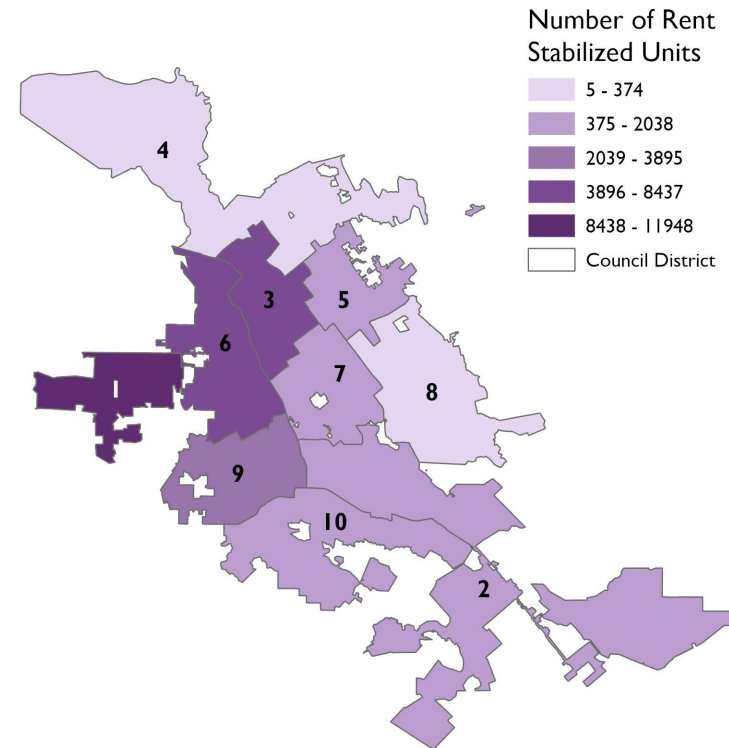 Number of Rent
Stabilized Units
5 - 374
375 - 2038
2039 - 3895
3896 - 8437
8438 - 11948
Council District
4
3
5
6
7
1
8
9
10
2